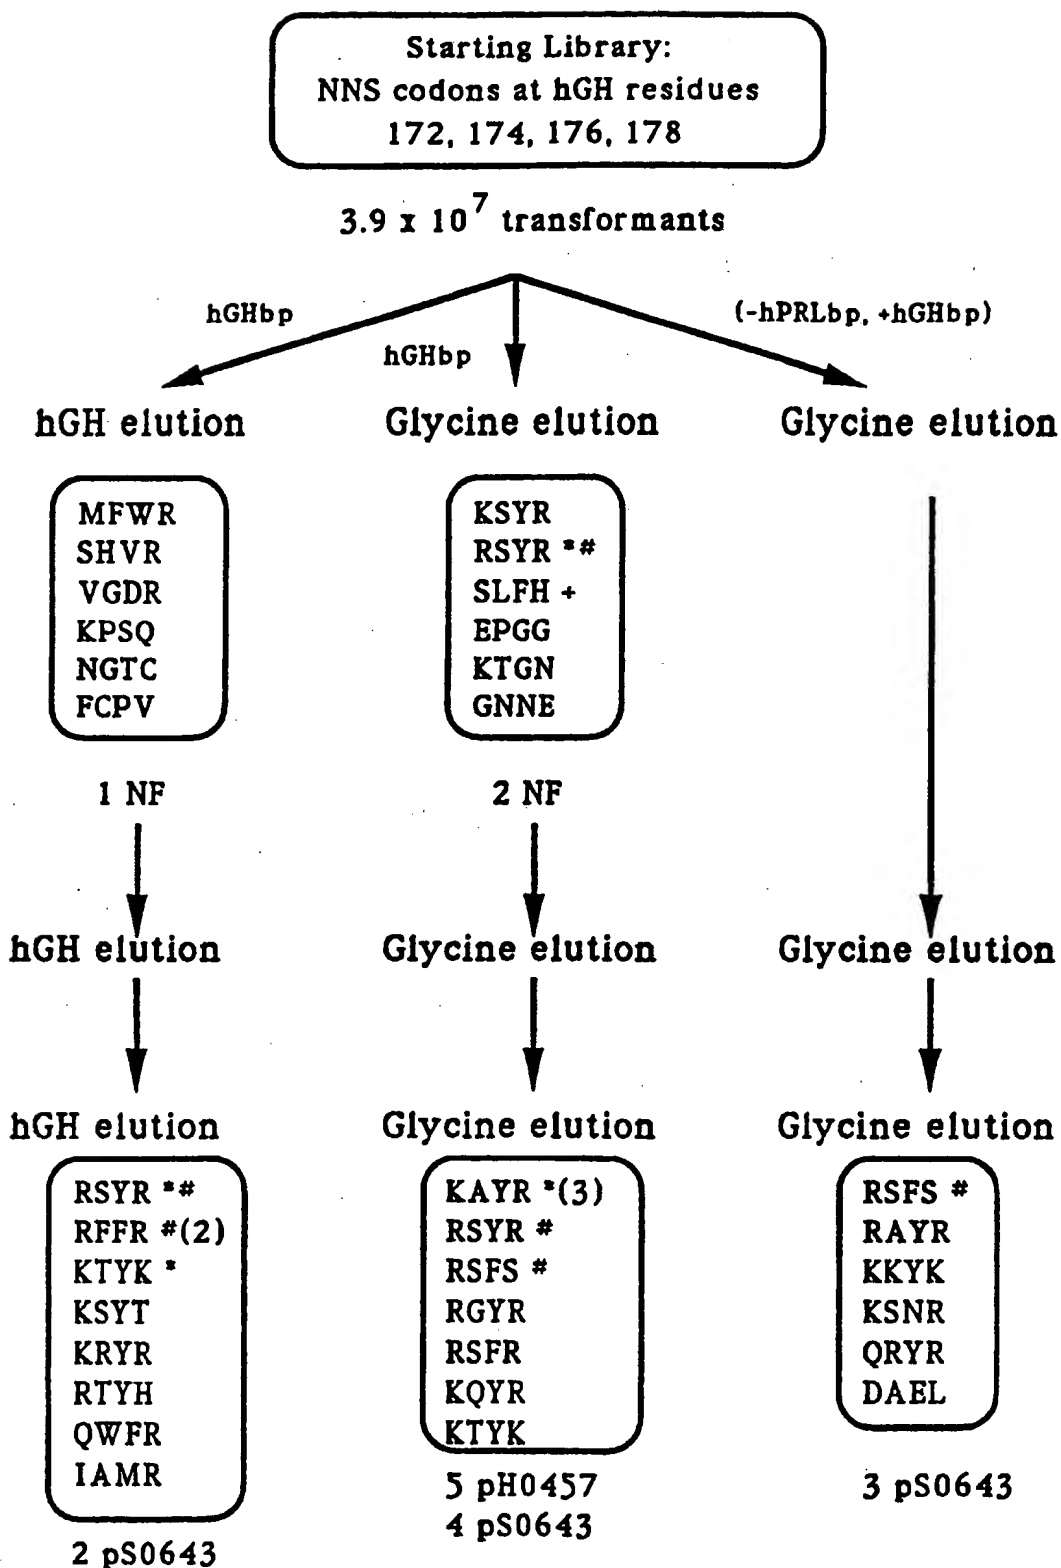 Starting Library:
NNS codons at hGH residues
172, 174, 176, 178
3.9 x 10^7 transformants
hGHbp
hGHbp
(-hPRLbp, +hGHbp)
hGH elution
Glycine elution
Glycine elution
MFWR
SHVR
VGDR
KPSQ
NGTC
FCPV
1 NF
KSYR
RSYR *#
SLFH +
EPGG
KTGN
GNNE
2 NF
hGH elution
Glycine elution
Glycine elution
hGH elution
Glycine elution
Glycine elution
RSYR *#
RFFR #(2)
KTYK *
KSYT
KRYR
RTYH
QWFR
IAMR
2 pS0643
KAYR *(3)
RSYR #
RSFS #
RGYR
RSFR
KQYR
KTYK
5 pH0457
4 pS0643
RSFS #
RAYR
KKYK
KSNR
QRYR
DAEL
3 pS0643